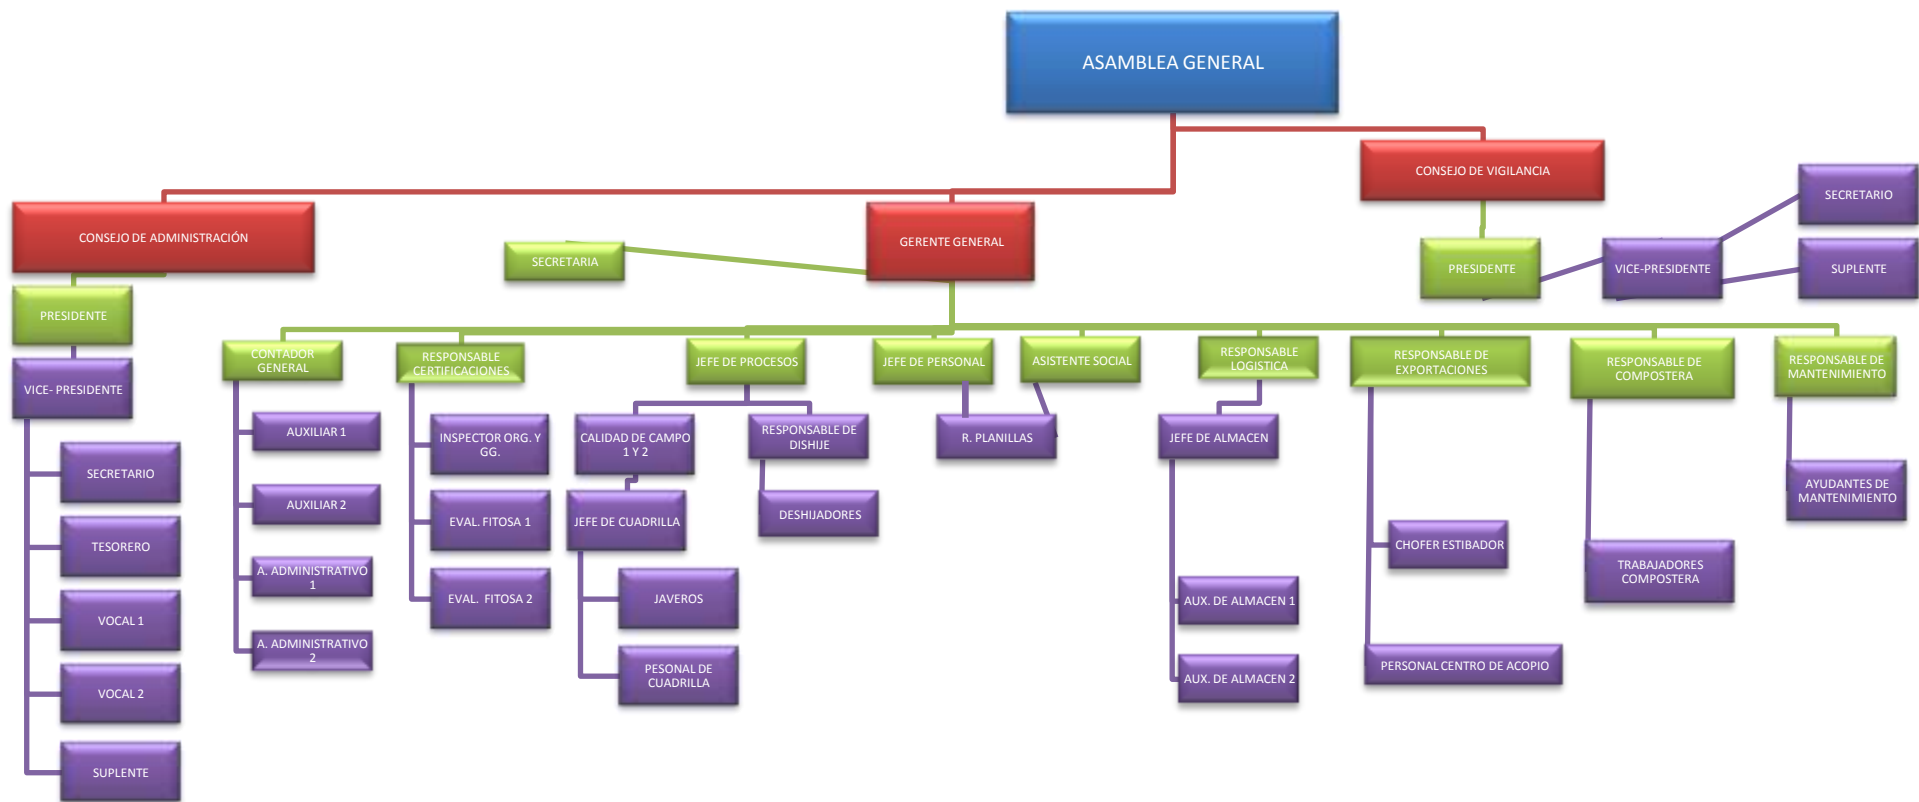 ASAMBLEA GENERAL
CONSEJO DE VIGILANCIA
SECRETARIO
CONSEJO DE ADMINISTRACIÓN
GERENTE GENERAL
SECRETARIA
PRESIDENTE
VICE-PRESIDENTE
SUPLENTE
PRESIDENTE
VICE- PRESIDENTE
SECRETARIO
TESORERO
VOCAL 1
VOCAL 2
SUPLENTE
CONTADOR
GENERAL
AUXILIAR 1
AUXILIAR 2
A. ADMINISTRATIVO
1
A. ADMINISTRATIVO
2
RESPONSABLE
CERTIFICACIONES
INSPECTOR ORG. Y
GG.
EVAL. FITOSA 1
EVAL. FITOSA 2
JEFE DE PROCESOS
CALIDAD DE CAMPO
1 Y 2
JEFE DE CUADRILLA
JAVEROS
PESONAL DE
CUADRILLA
RESPONSABLE DE
DISHIJE
DESHIJADORES
JEFE DE PERSONAL
R. PLANILLAS
ASISTENTE SOCIAL
RESPONSABLE
LOGISTICA
JEFE DE ALMACEN
AUX. DE ALMACEN 1
AUX. DE ALMACEN 2
RESPONSABLE DE
EXPORTACIONES
CHOFER ESTIBADOR
PERSONAL CENTRO DE ACOPIO
RESPONSABLE DE
COMPOSTERA
TRABAJADORES
COMPOSTERA
RESPONSABLE DE
MANTENIMIENTO
AYUDANTES DE
MANTENIMIENTO